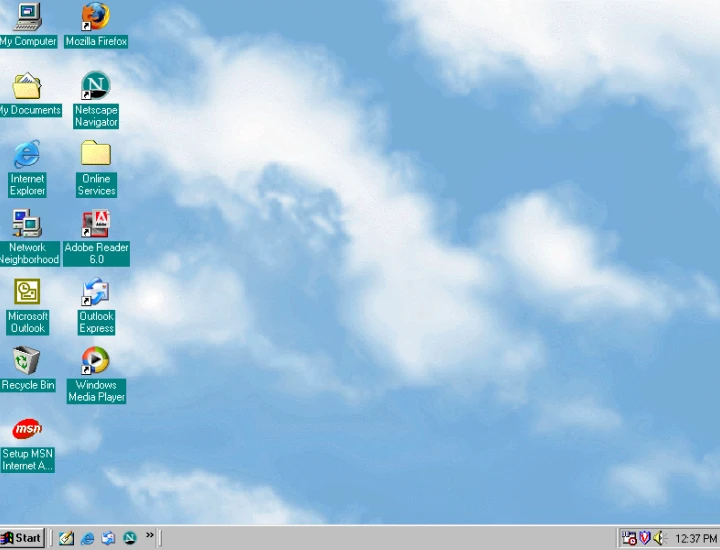 My Computer
Mozilla Firefox
My Documents
Netscape
Navigator
Internet
Explorer
Online
Services
Network
Neighborhood
Adobe Reader
6.0
Microsoft
Outlook
Outlook
Express
Recycle Bin
Windows
Media Player
msn
Setup MSN
Internet A...
Start
12:37 PM